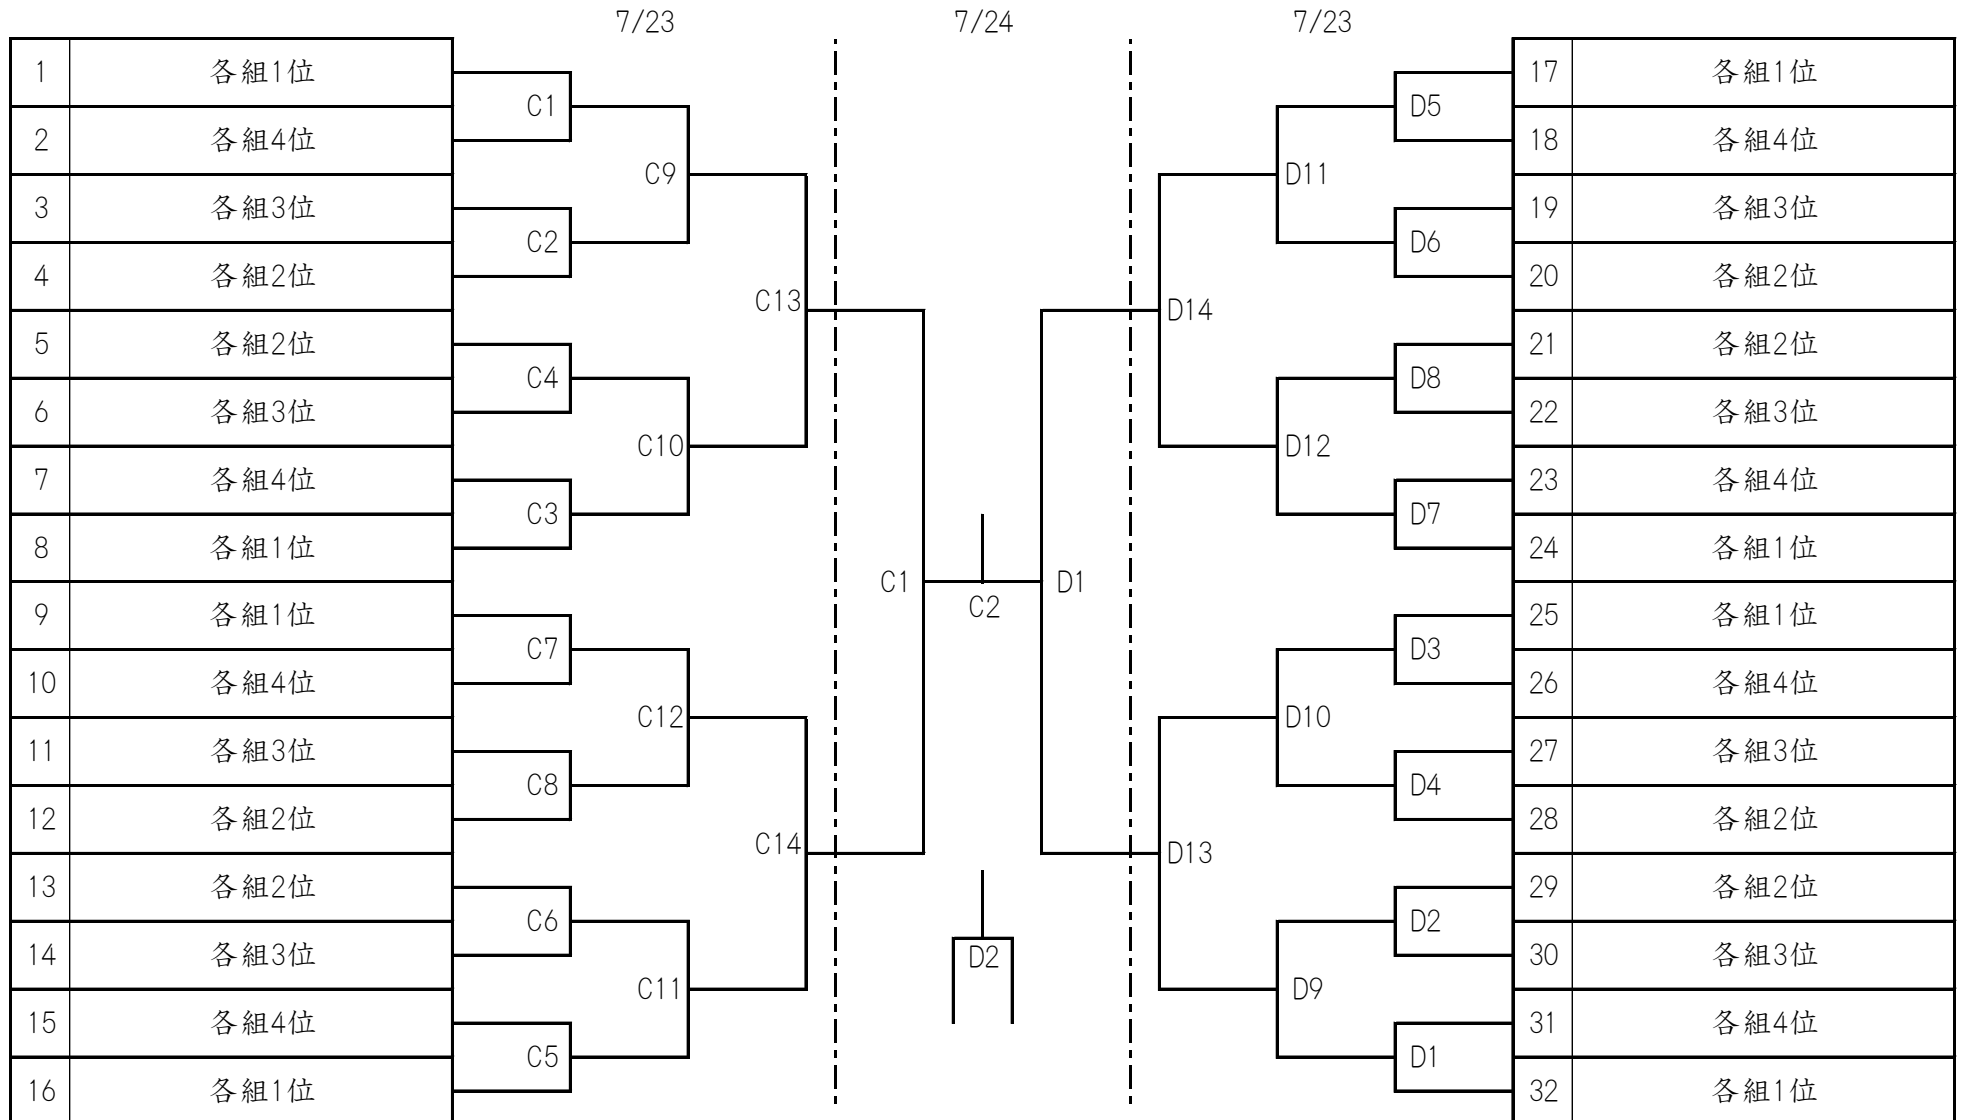 7/23 7/24 7/23
1 各組1位 17 各組1位
C1 D5
2 各組4位 18 各組4位
C9 D11
3 各組3位 19 各組3位
C2 D6
4 各組2位 20 各組2位
C13 D14
5 各組2位 21 各組2位
C4 D8
6 各組3位 22 各組3位
C10 D12
7 各組4位 23 各組4位
C3 D7
8 各組1位 24 各組1位
C1 D1
C2
9 各組1位 25 各組1位
C7 D3
10 各組4位 26 各組4位
C12 D10
11 各組3位 27 各組3位
C8 D4
12 各組2位 28 各組2位
C14 D13
13 各組2位 29 各組2位
C6 D2
14 各組3位 D2 30 各組3位
C11 D9
15 各組4位 31 各組4位
C5 D1
16 各組1位 32 各組1位